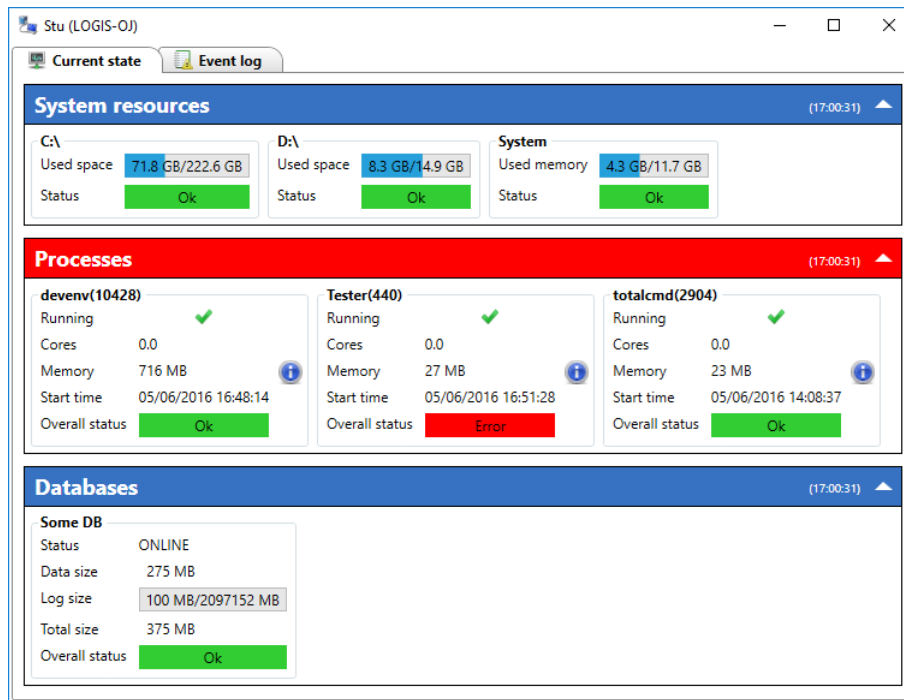 Stu (LOGIS-OJ)
Current state Event log
System resources (17:00:31)
C:\ D:\ System
Used space 71.8 GB/222.6 GB Used space 8.3 GB/14.9 GB Used memory 4.3 GB/11.7 GB
Status Ok Status Ok Status Ok
Processes (17:00:31)
devenv(10428) Tester(440) totalcmd(2904)
Running Running Running
Cores 0.0 Cores 0.0 Cores 0.0
Memory 716 MB Memory 27 MB Memory 23 MB
Start time 05/06/2016 16:48:14 Start time 05/06/2016 16:51:28 Start time 05/06/2016 14:08:37
Overall status Ok Overall status Error Overall status Ok
Databases (17:00:31)
Some DB
Status ONLINE
Data size 275 MB
Log size 100 MB/2097152 MB
Total size 375 MB
Overall status Ok